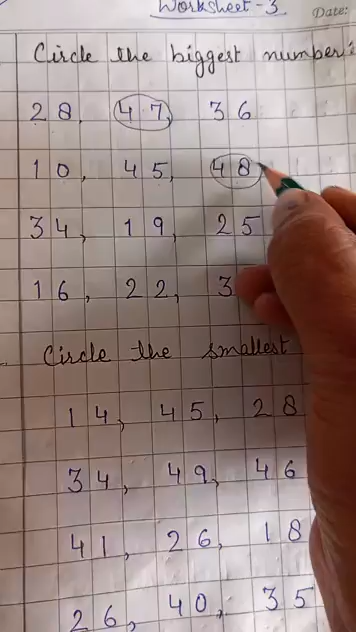 Worksheet-3
Date:
Circle the biggest number:
28, 47, 36
10, 45, 48
34, 19, 25
16, 22, 3
Circle the smallest
14, 45, 28
34, 49, 46
41, 26, 18
26, 40, 35